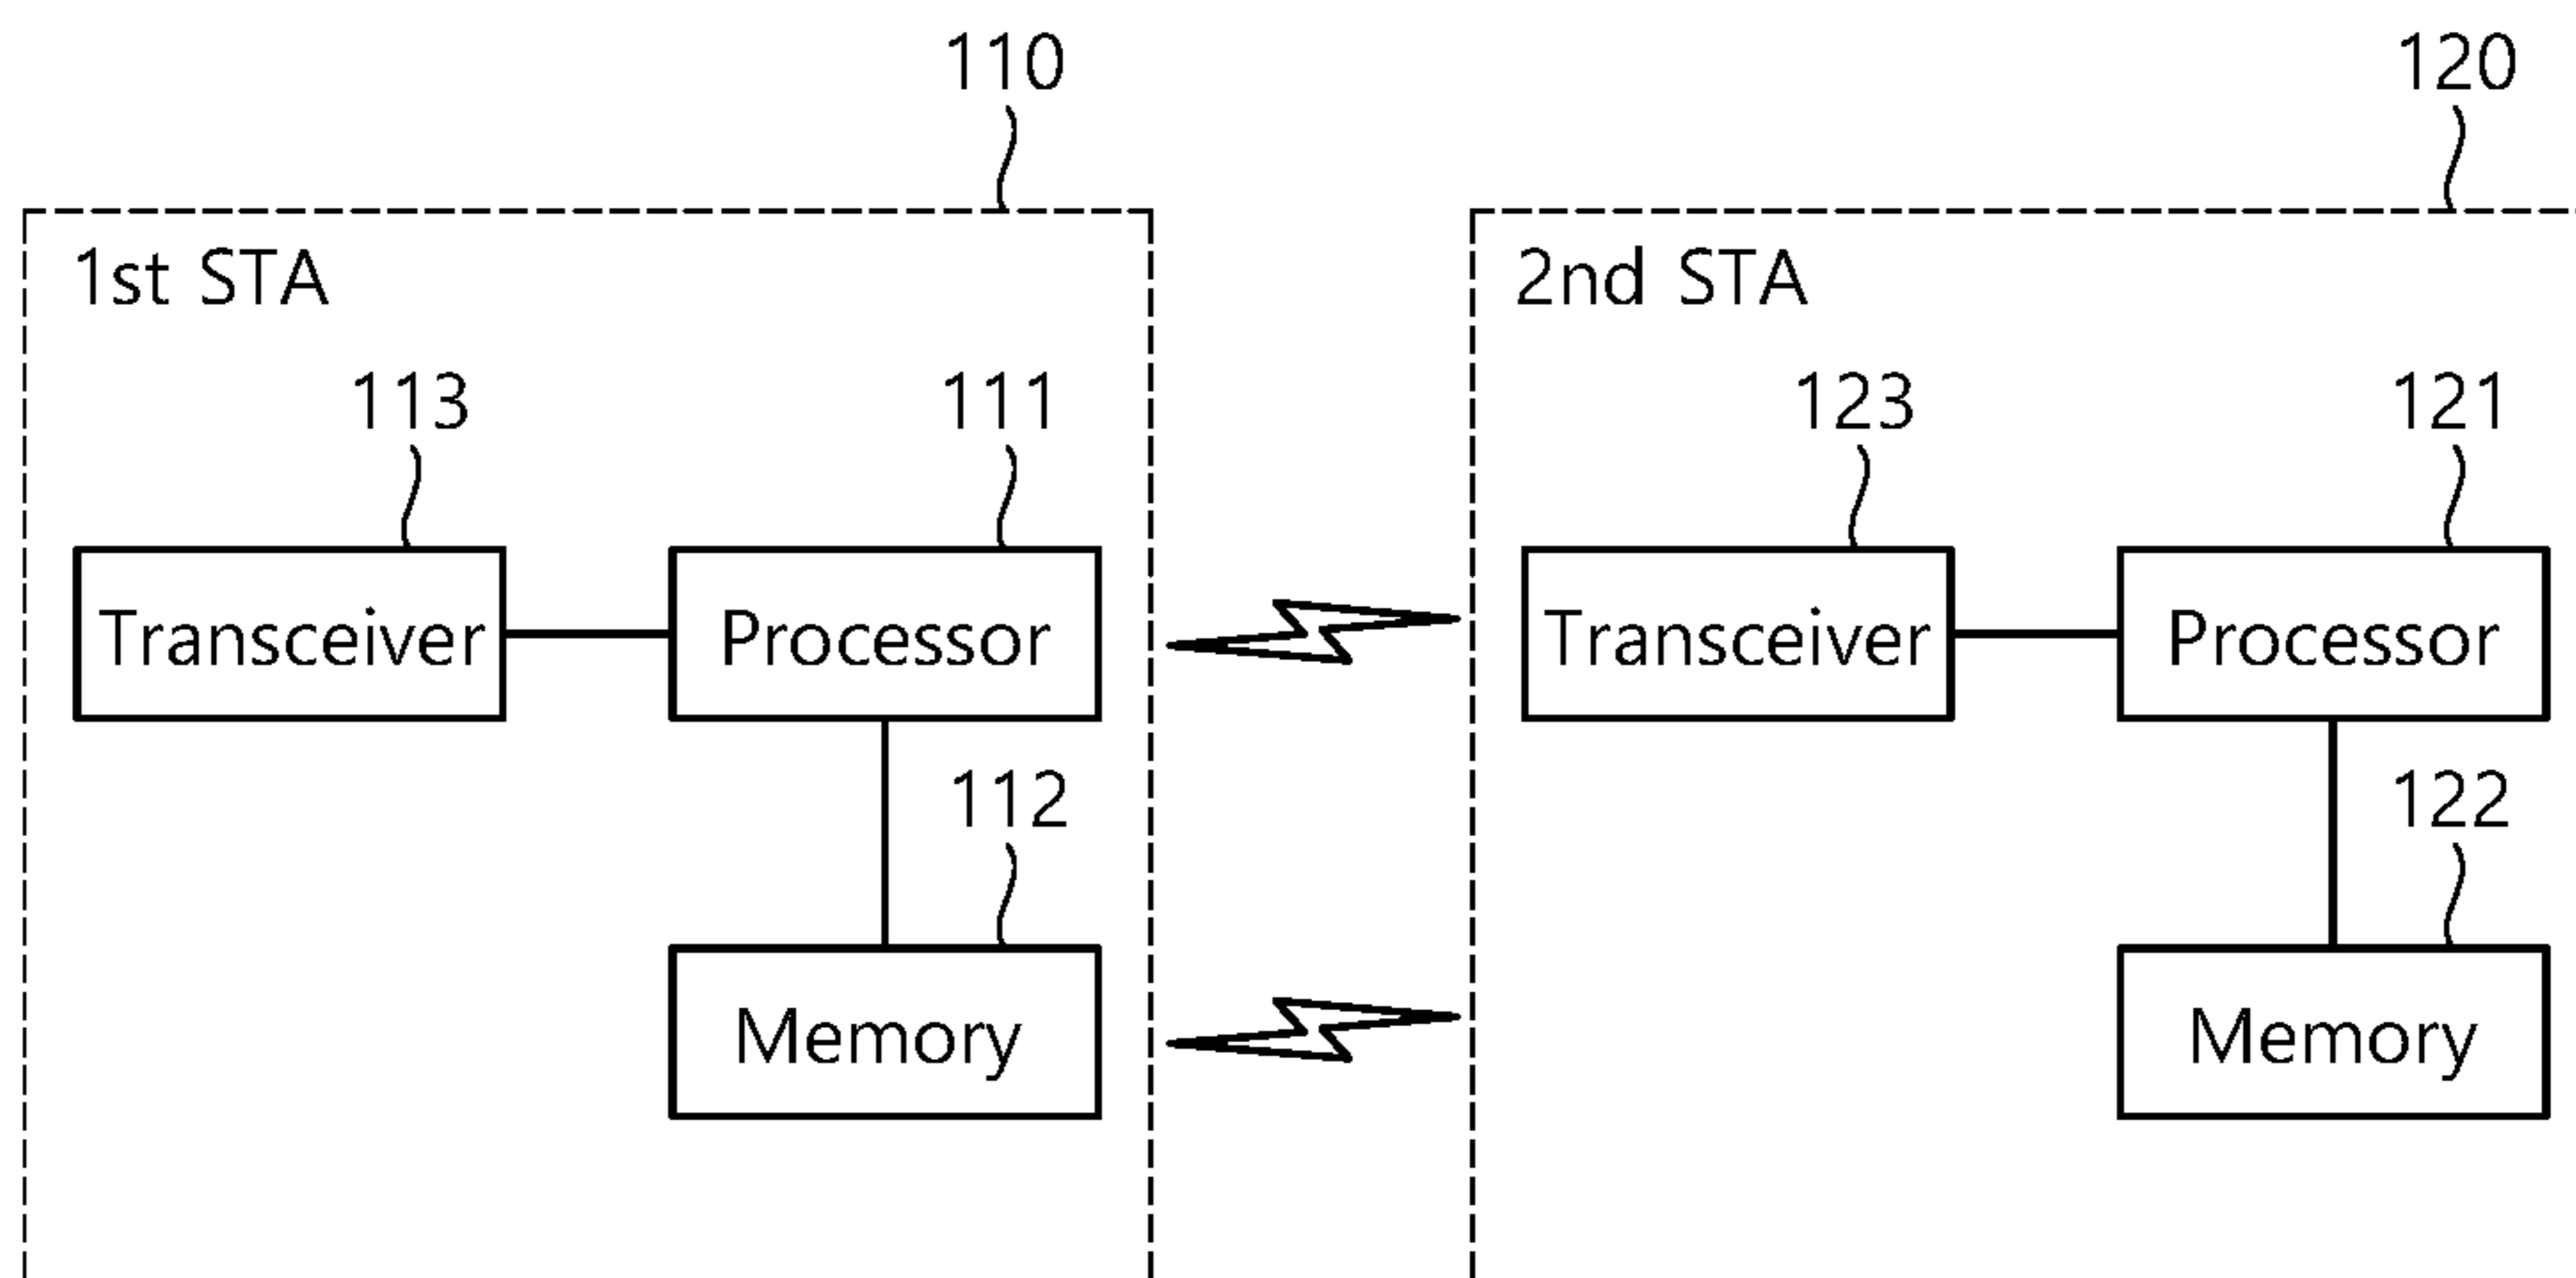 110 120
1st STA 2nd STA
113 111 123 121
Transceiver Processor Transceiver Processor
112 122
Memory Memory